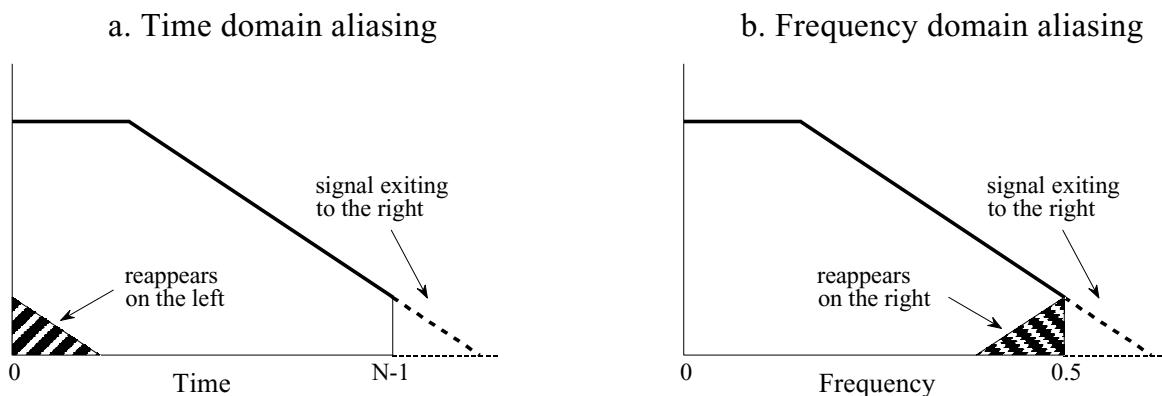 a. Time domain aliasing
signal exiting
to the right
reappears
on the left
0
N-1
Time
b. Frequency domain aliasing
signal exiting
to the right
reappears
on the right
0
0.5
Frequency